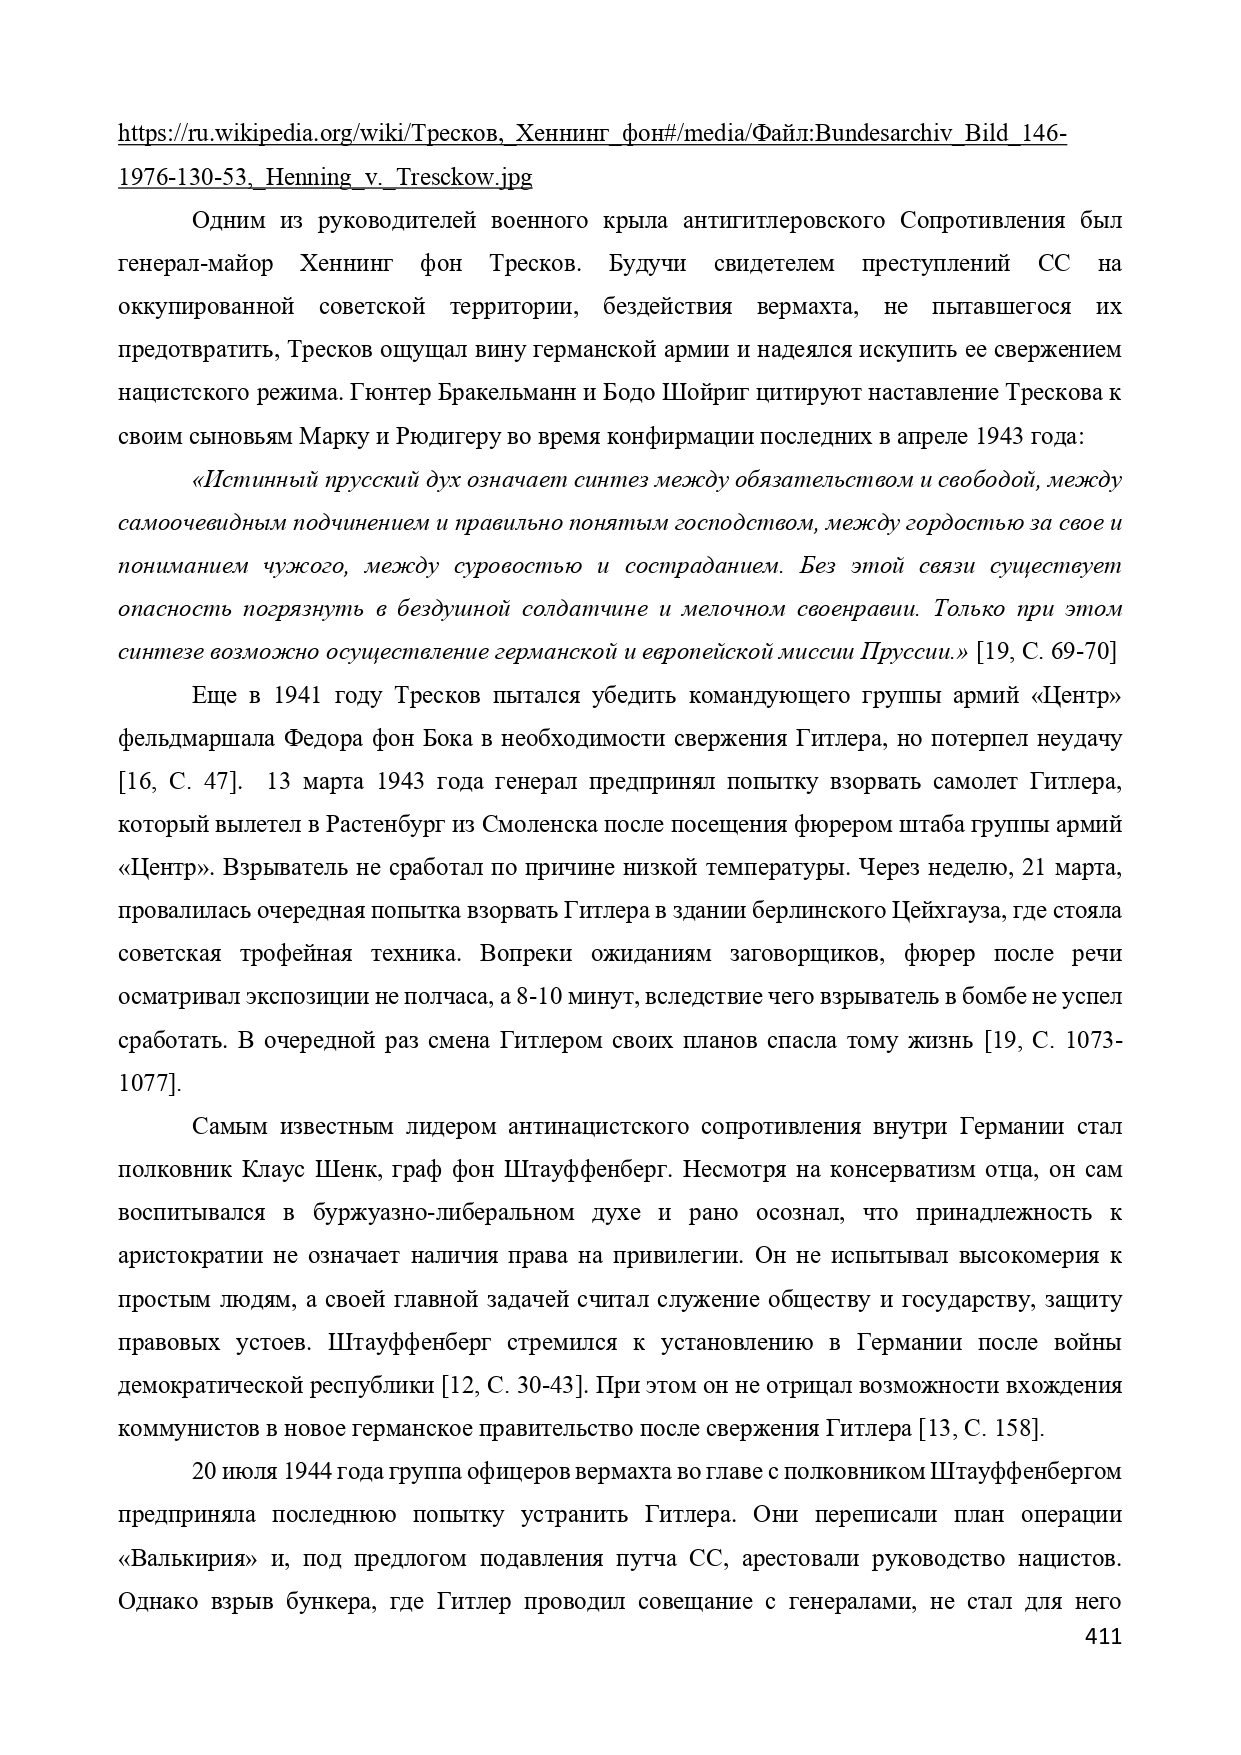 https://ru.wikipedia.org/wiki/Тресков,_Хеннинг_фон#/media/Файл:Bundesarchiv_Bild_146-
1976-130-53,_Henning_v._Tresckow.jpg
Одним из руководителей военного крыла антигитлеровского Сопротивления был
генерал-майор Хеннинг фон Тресков. Будучи свидетелем преступлений СС на
оккупированной советской территории, бездействия вермахта, не пытавшегося их
предотвратить, Тресков ощущал вину германской армии и надеялся искупить ее свержением
нацистского режима. Гюнтер Бракельманн и Бодо Шойриг цитируют наставление Трескова к
своим сыновьям Марку и Рюдигеру во время конфирмации последних в апреле 1943 года:
«Истинный прусский дух означает синтез между обязательством и свободой, между
самоочевидным подчинением и правильно понятым господством, между гордостью за свое и
пониманием чужого, между суровостью и состраданием. Без этой связи существует
опасность погрязнуть в бездушной солдатчине и мелочном своенравии. Только при этом
синтезе возможно осуществление германской и европейской миссии Пруссии.» [19, С. 69-70]
Еще в 1941 году Тресков пытался убедить командующего группы армий «Центр»
фельдмаршала Федора фон Бока в необходимости свержения Гитлера, но потерпел неудачу
[16, С. 47]. 13 марта 1943 года генерал предпринял попытку взорвать самолет Гитлера,
который вылетел в Растенбург из Смоленска после посещения фюрером штаба группы армий
«Центр». Взрыватель не сработал по причине низкой температуры. Через неделю, 21 марта,
провалилась очередная попытка взорвать Гитлера в здании берлинского Цейхгауза, где стояла
советская трофейная техника. Вопреки ожиданиям заговорщиков, фюрер после речи
осматривал экспозиции не полчаса, а 8-10 минут, вследствие чего взрыватель в бомбе не успел
сработать. В очередной раз смена Гитлером своих планов спасла тому жизнь [19, С. 1073-
1077].
Самым известным лидером антинацистского сопротивления внутри Германии стал
полковник Клаус Шенк, граф фон Штауффенберг. Несмотря на консерватизм отца, он сам
воспитывался в буржуазно-либеральном духе и рано осознал, что принадлежность к
аристократии не означает наличия права на привилегии. Он не испытывал высокомерия к
простым людям, а своей главной задачей считал служение обществу и государству, защиту
правовых устоев. Штауффенберг стремился к установлению в Германии после войны
демократической республики [12, С. 30-43]. При этом он не отрицал возможности вхождения
коммунистов в новое германское правительство после свержения Гитлера [13, С. 158].
20 июля 1944 года группа офицеров вермахта во главе с полковником Штауффенбергом
предприняла последнюю попытку устранить Гитлера. Они переписали план операции
«Валькирия» и, под предлогом подавления путча СС, арестовали руководство нацистов.
Однако взрыв бункера, где Гитлер проводил совещание с генералами, не стал для него
411